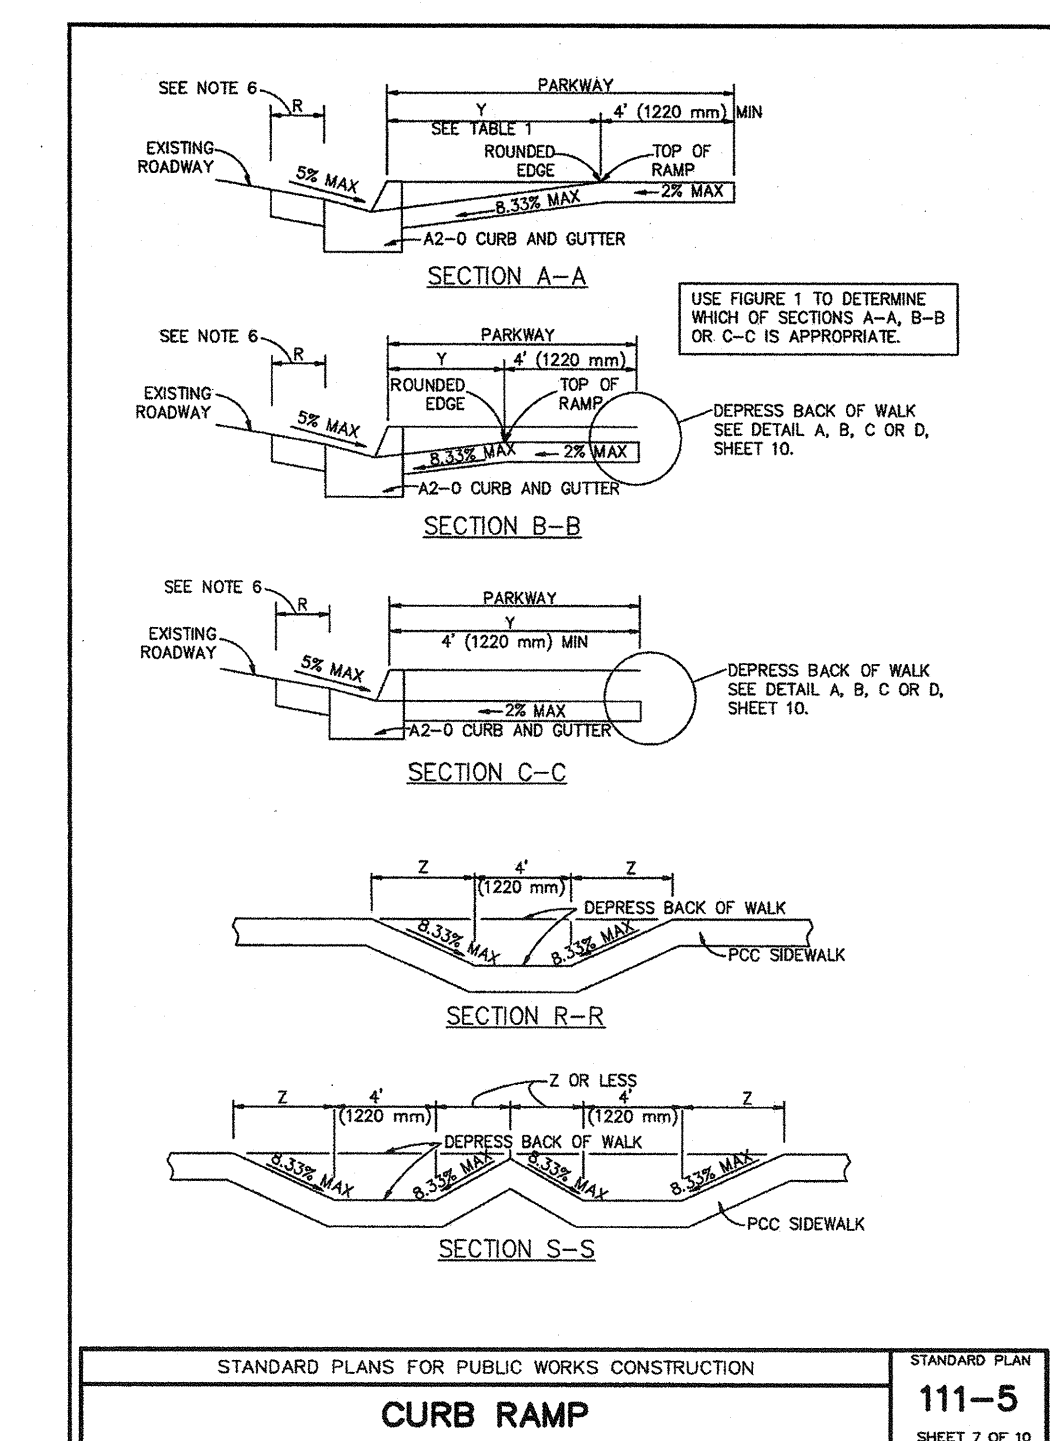 PARKWAY
SEE NOTE 6
R
Y
4' (1220 mm) MIN
SEE TABLE 1
EXISTING
ROADWAY
ROUNDED
EDGE
TOP OF
RAMP
5% MAX
8.33% MAX
2% MAX
A2-0 CURB AND GUTTER
SECTION A-A
USE FIGURE 1 TO DETERMINE
WHICH OF SECTIONS A-A, B-B
OR C-C IS APPROPRIATE.
SEE NOTE 6
R
PARKWAY
Y
4' (1220 mm)
ROUNDED
EDGE
TOP OF
RAMP
EXISTING
ROADWAY
5% MAX
8.33% MAX
2% MAX
DEPRESS BACK OF WALK
SEE DETAIL A, B, C OR D,
SHEET 10.
A2-0 CURB AND GUTTER
SECTION B-B
SEE NOTE 6
R
PARKWAY
Y
4' (1220 mm) MIN
EXISTING
ROADWAY
5% MAX
2% MAX
DEPRESS BACK OF WALK
SEE DETAIL A, B, C OR D,
SHEET 10.
A2-0 CURB AND GUTTER
SECTION C-C
Z
4'
(1220 mm)
Z
DEPRESS BACK OF WALK
8.33% MAX
8.33% MAX
PCC SIDEWALK
SECTION R-R
Z OR LESS
Z
4'
(1220 mm)
4'
(1220 mm)
Z
DEPRESS BACK OF WALK
8.33% MAX
8.33% MAX
8.33% MAX
8.33% MAX
PCC SIDEWALK
SECTION S-S
STANDARD PLANS FOR PUBLIC WORKS CONSTRUCTION
CURB RAMP
STANDARD PLAN
111-5
SHEET 7 OF 10